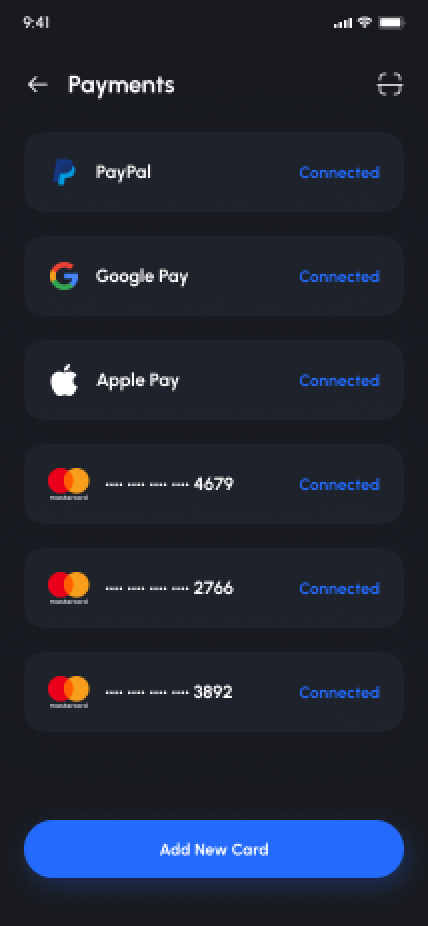 9:41
Payments
PayPal Connected
Google Pay Connected
Apple Pay Connected
mastercard
···· ···· ···· ···· 4679 Connected
mastercard
···· ···· ···· ···· 2766 Connected
mastercard
···· ···· ···· ···· 3892 Connected
Add New Card